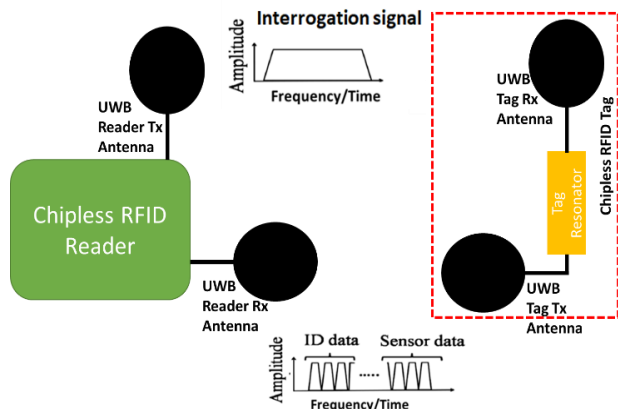 Interrogation signal
Amplitude
Frequency/Time
UWB
Reader Tx
Antenna
UWB
Tag Rx
Antenna
Chipless RFID Tag
Chipless RFID
Reader
Tag
Resonator
UWB
Reader Rx
Antenna
UWB
Tag Tx
Antenna
ID data
Sensor data
Amplitude
Frequency/Time